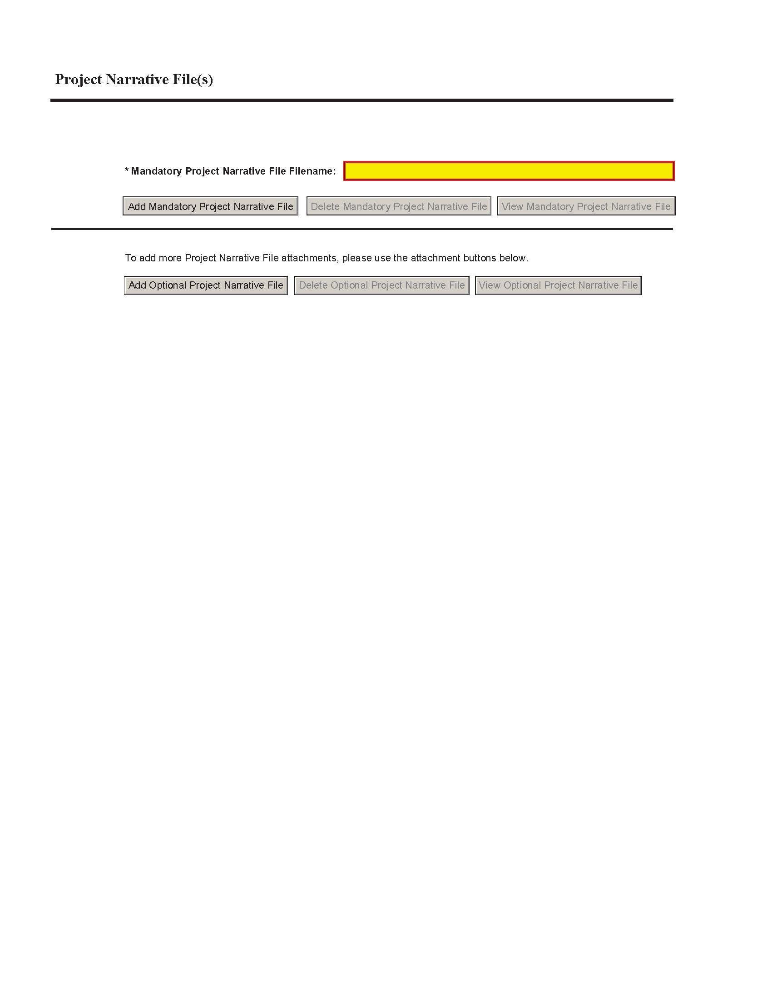 Project Narrative File(s)
* Mandatory Project Narrative File Filename:
Add Mandatory Project Narrative File Delete Mandatory Project Narrative File View Mandatory Project Narrative File
To add more Project Narrative File attachments, please use the attachment buttons below.
Add Optional Project Narrative File Delete Optional Project Narrative File View Optional Project Narrative File